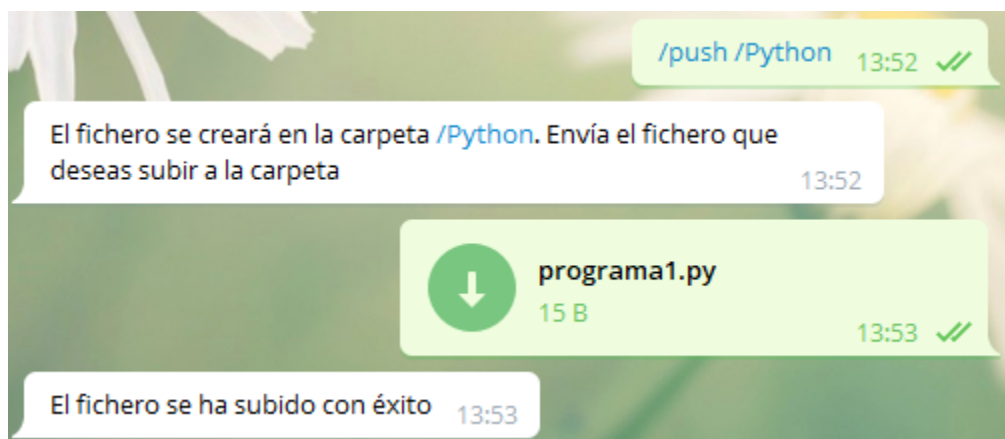 /push /Python 13:52
El fichero se creará en la carpeta /Python. Envía el fichero que
deseas subir a la carpeta 13:52
programa1.py
15 B
13:53
El fichero se ha subido con éxito 13:53